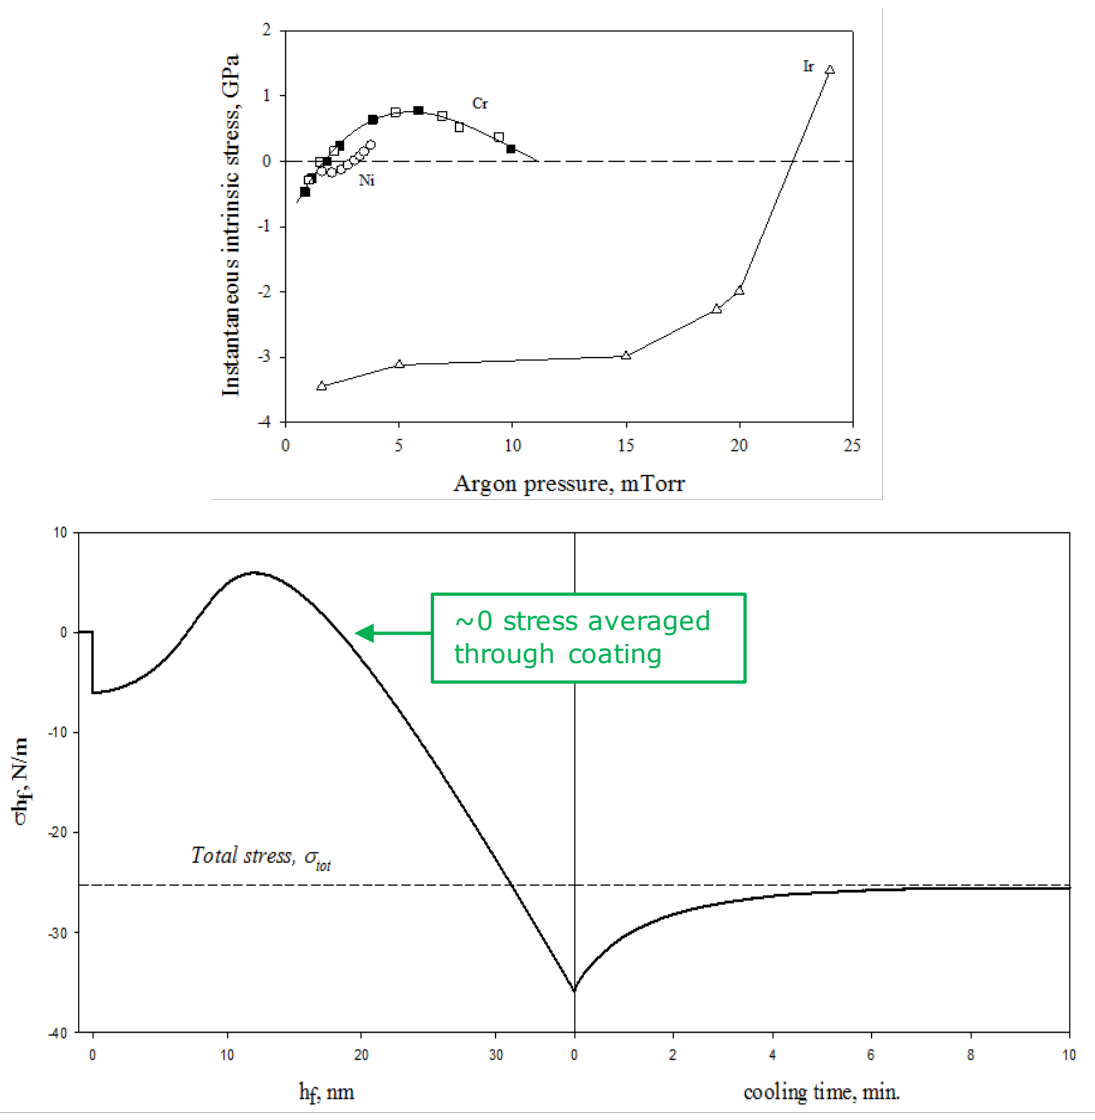 Instantaneous intrinsic stress, GPa
2
1
0
-1
-2
-3
-4
Ir
Cr
Ni
0 5 10 15 20 25
Argon pressure, mTorr
σhf, N/m
10
0
-10
-20
-30
-40
~0 stress averaged
through coating
Total stress, σtot
0 10 20 30 0 2 4 6 8 10
hf, nm
cooling time, min.